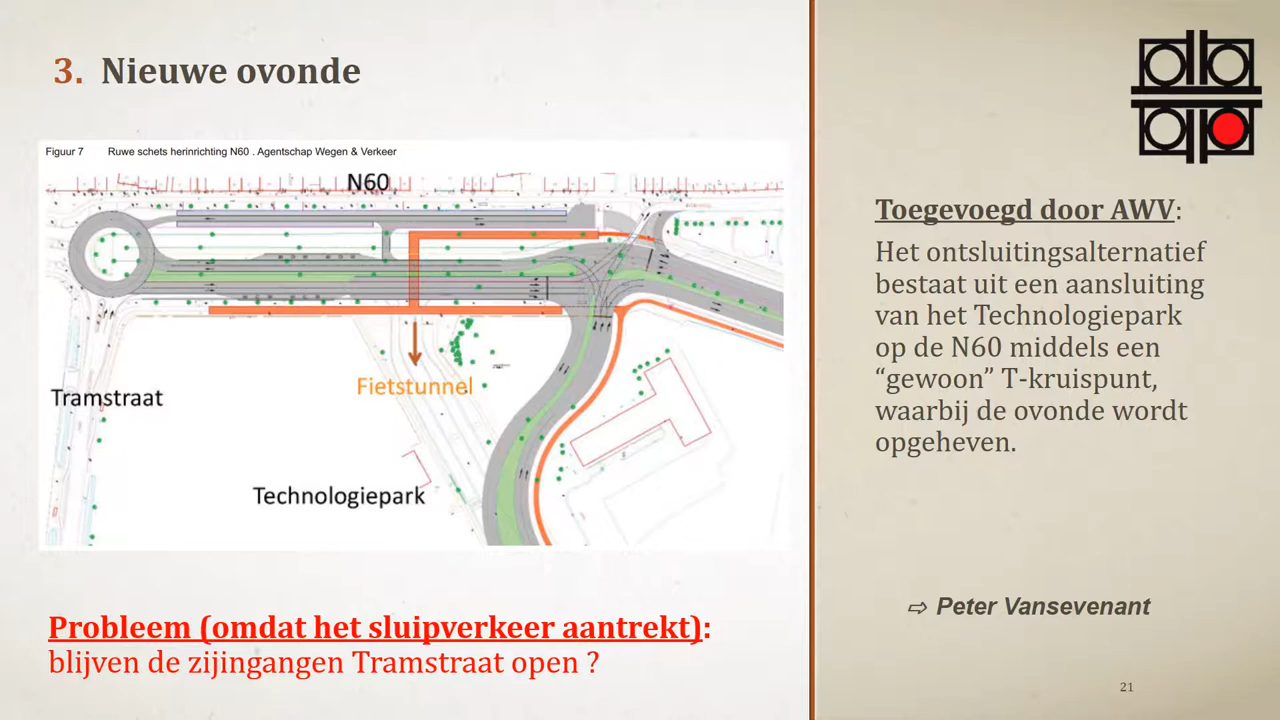 3. Nieuwe ovonde
Figuur 7 Ruwe schets herinrichting N60 . Agentschap Wegen & Verkeer
N60
Fietstunnel
Tramstraat
Technologiepark
Probleem (omdat het sluipverkeer aantrekt):
blijven de zijingangen Tramstraat open ?
Toegevoegd door AWV:
Het ontsluitingsalternatief
bestaat uit een aansluiting
van het Technologiepark
op de N60 middels een
“gewoon” T-kruispunt,
waarbij de ovonde wordt
opgeheven.
⇨ Peter Vansevenant
21